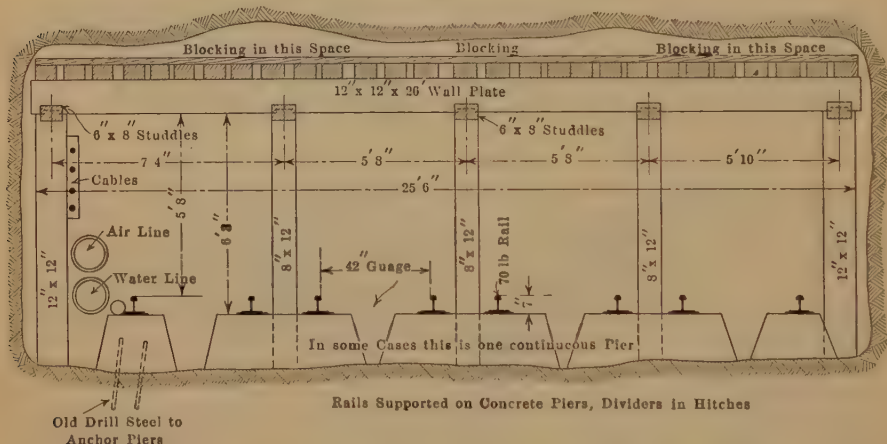 Blocking in this Space Blocking Blocking in this Space
12" x 12" x 26' Wall Plate
6" x 8" Studdles 6" x 8" Studdles
7' 4" 5' 8" 5' 8" 5' 10"
Cables
25' 6"
5' 8"
6' 3"
Air Line
Water Line
42" Guage
70 lb Rail
7"
12" x 12" 8" x 12" 8" x 12" 8" x 12" 12" x 12"
In some Cases this is one continuous Pier
Old Drill Steel to
Anchor Piers
Rails Supported on Concrete Piers, Dividers in Hitches